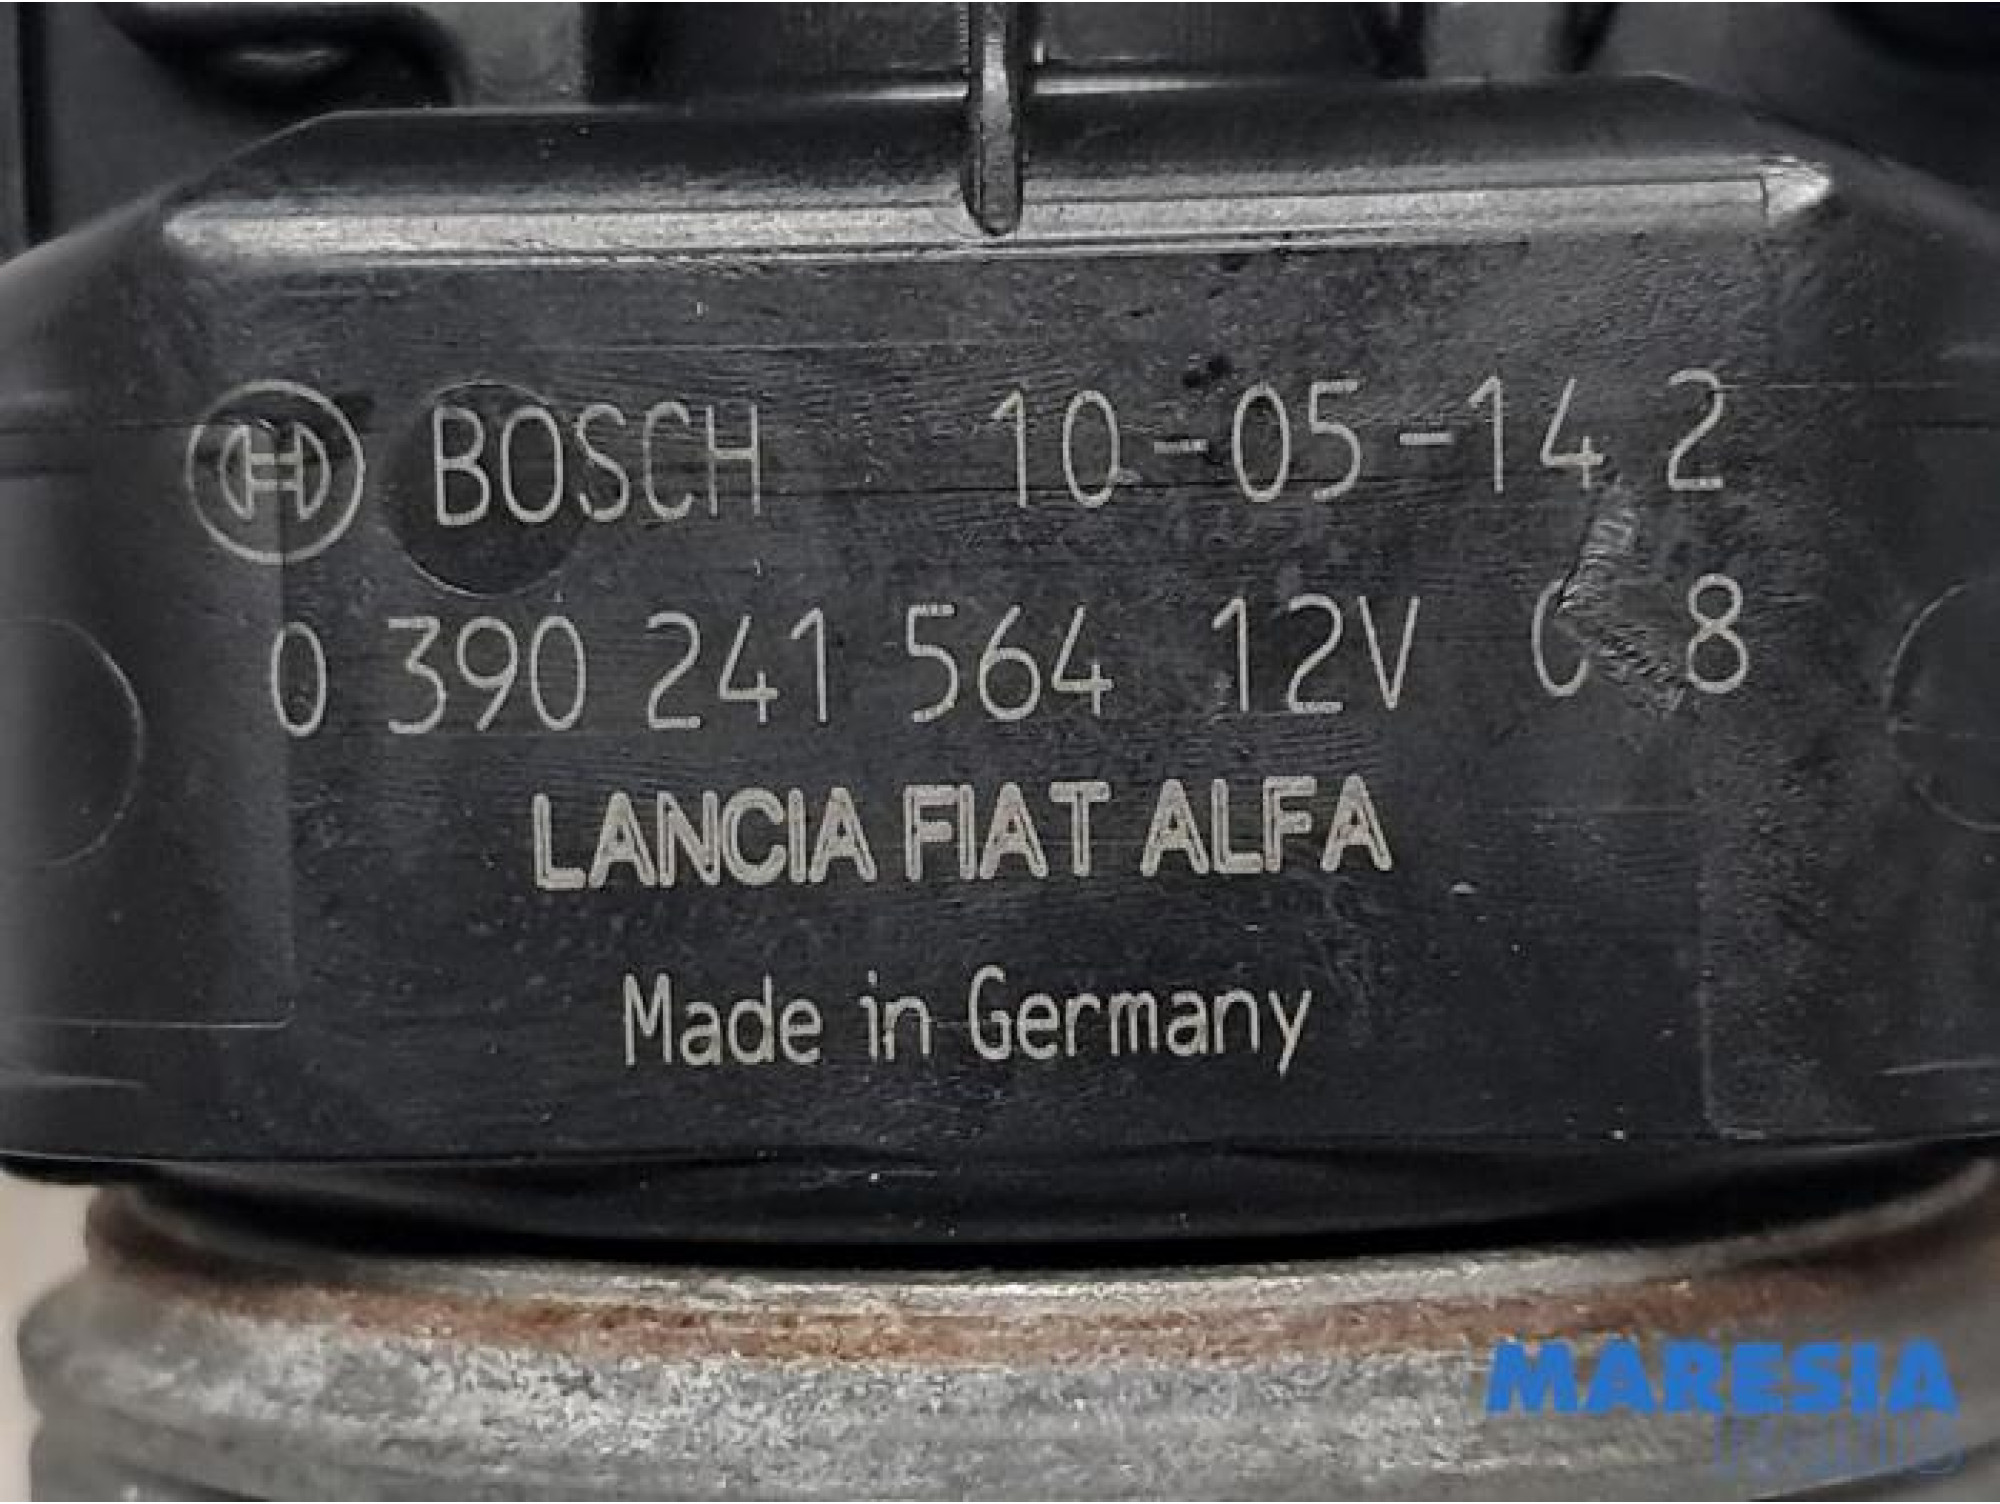 BOSCH 10-05-14 2
0 390 241 564 12V 8
LANCIA FIAT ALFA
Made in Germany
MARESIA